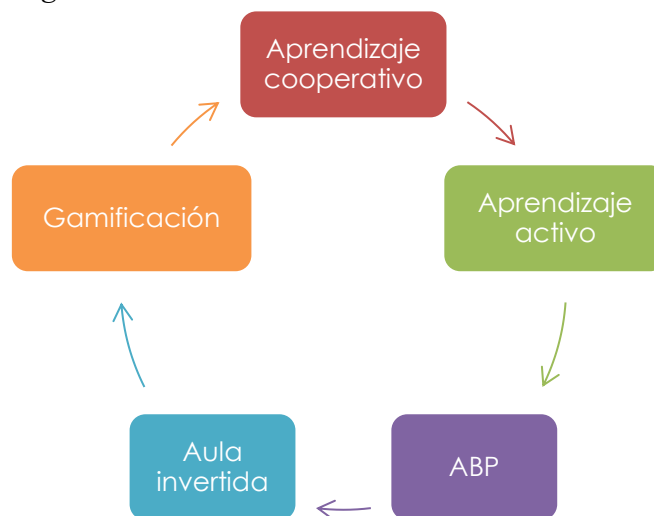 Aprendizaje
cooperativo
Aprendizaje
activo
ABP
Aula
invertida
Gamificación